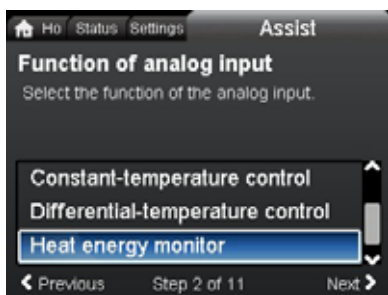 Ho Status Settings Assist
Function of analog input
Select the function of the analog input.
Constant-temperature control
Differential-temperature control
Heat energy monitor
Previous Step 2 of 11 Next